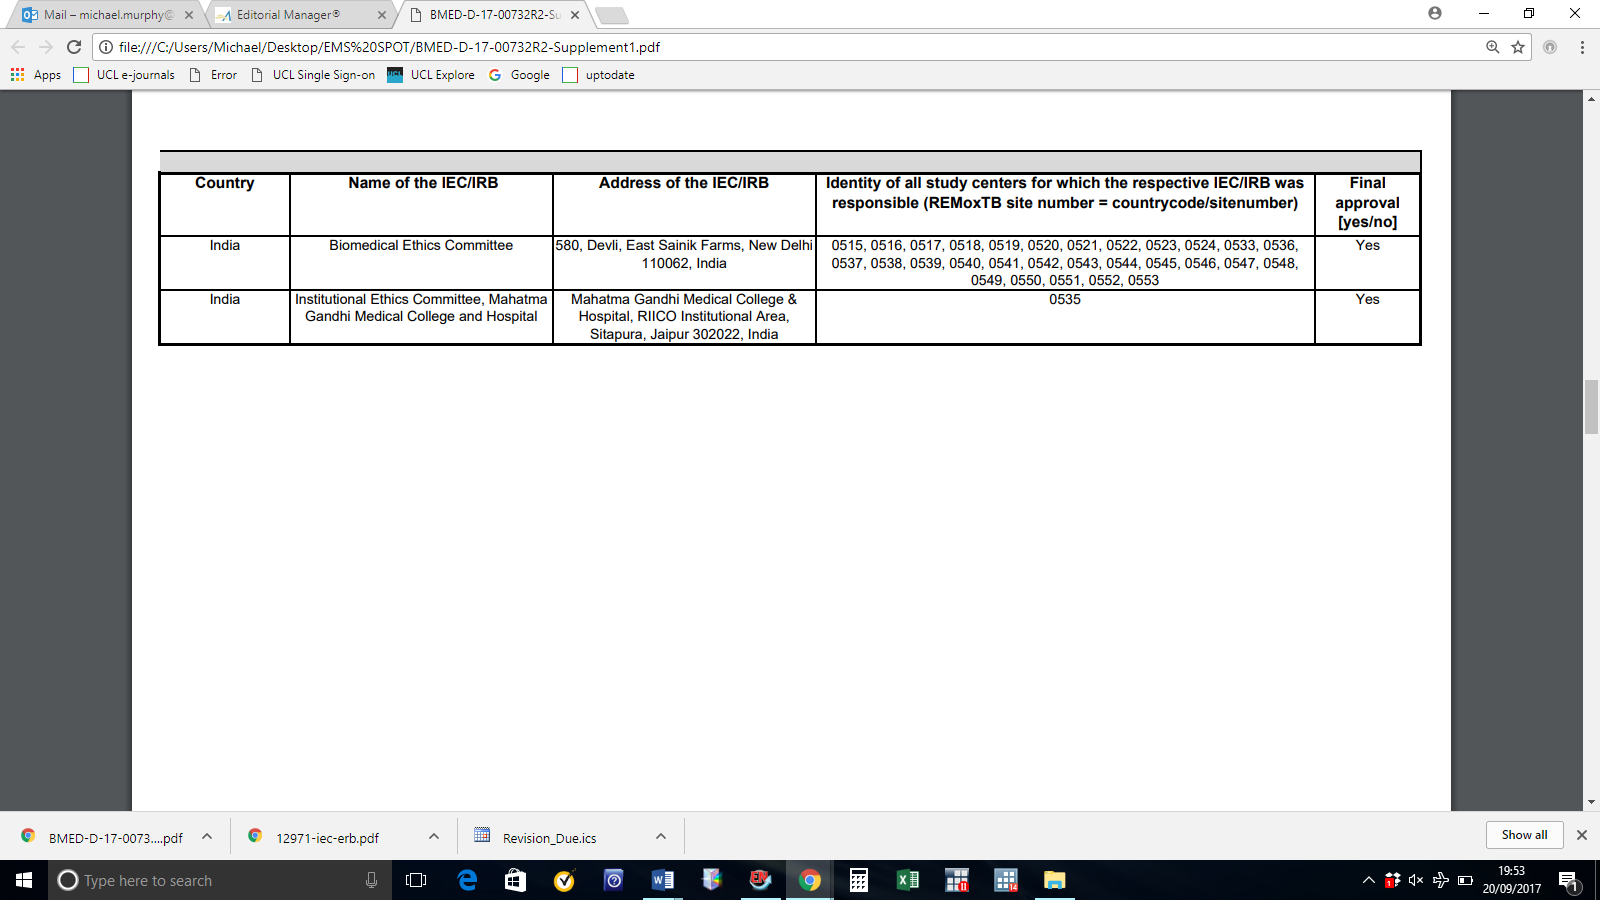 Mail – michael.murphy@
Editorial Manager®
BMED-D-17-00732R2-Su
file:///C:/Users/Michael/Desktop/EMS%20SPOT/BMED-D-17-00732R2-Supplement1.pdf
Apps
UCL e-journals
Error
UCL Single Sign-on
UCL Explore
Google
uptodate
Country
Name of the IEC/IRB
Address of the IEC/IRB
Identity of all study centers for which the respective IEC/IRB was
responsible (REMoxTB site number = countrycode/sitenumber)
Final
approval
[yes/no]
India
Biomedical Ethics Committee
580, Devli, East Sainik Farms, New Delhi
110062, India
0515, 0516, 0517, 0518, 0519, 0520, 0521, 0522, 0523, 0524, 0533, 0536,
0537, 0538, 0539, 0540, 0541, 0542, 0543, 0544, 0545, 0546, 0547, 0548,
0549, 0550, 0551, 0552, 0553
Yes
India
Institutional Ethics Committee, Mahatma
Gandhi Medical College and Hospital
Mahatma Gandhi Medical College &
Hospital, RIICO Institutional Area,
Sitapura, Jaipur 302022, India
0535
Yes
BMED-D-17-0073....pdf
12971-iec-erb.pdf
Revision_Due.ics
Show all
Type here to search
19:53
20/09/2017
1